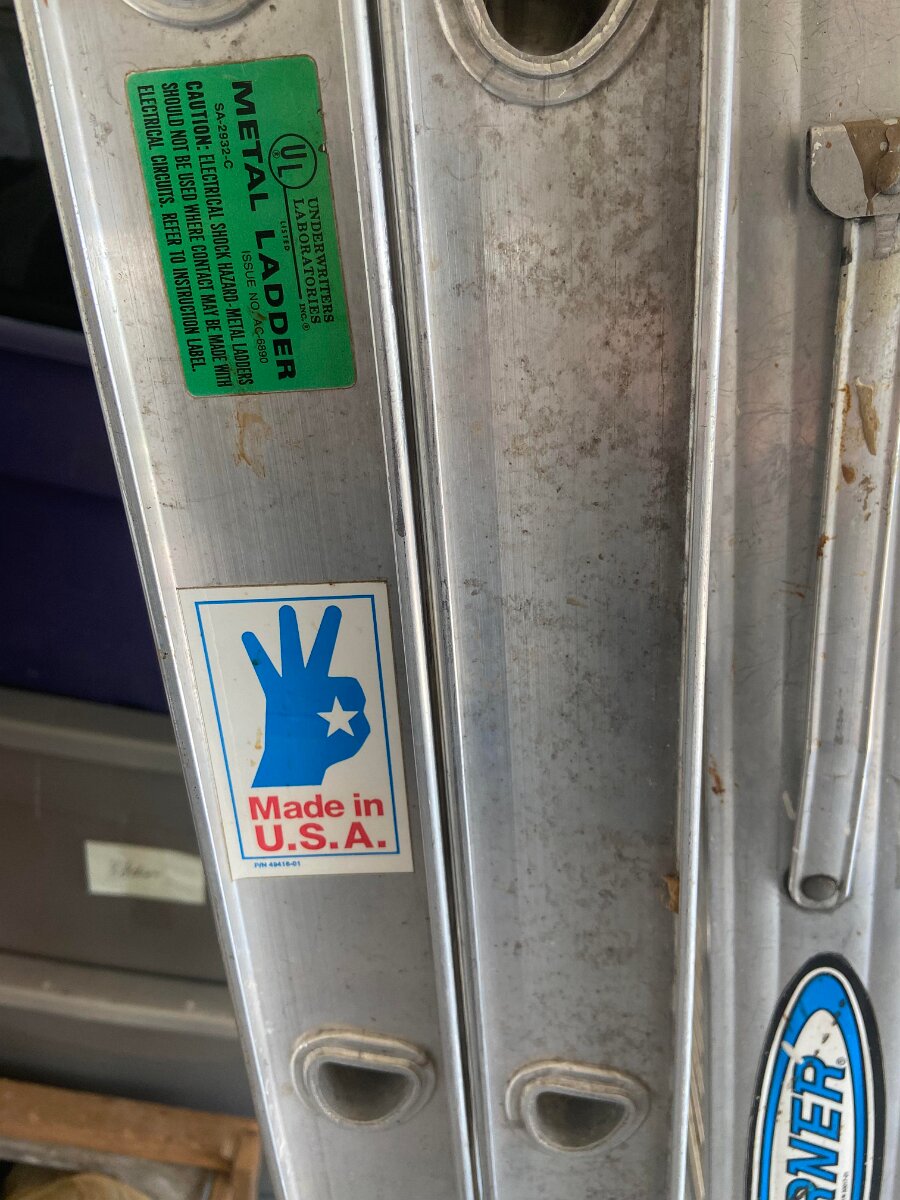 UNDERWRITERS
LABORATORIES INC.®
UL
®
LISTED
METAL LADDER
SA-2932-C ISSUE NO. AC-6890
CAUTION: ELECTRICAL SHOCK HAZARD-METAL LADDERS
SHOULD NOT BE USED WHERE CONTACT MAY BE MADE WITH
ELECTRICAL CIRCUITS. REFER TO INSTRUCTION LABEL.
Made in
U.S.A.
P/N 49416-01
RNER®